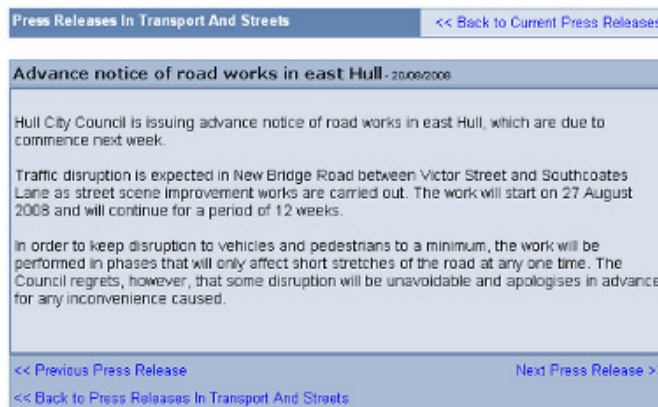 Press Releases In Transport And Streets
<< Back to Current Press Releases
Advance notice of road works in east Hull - 20/08/2008
Hull City Council is issuing advance notice of road works in east Hull, which are due to
commence next week.
Traffic disruption is expected in New Bridge Road between Victor Street and Southcoates
Lane as street scene improvement works are carried out. The work will start on 27 August
2008 and will continue for a period of 12 weeks.
In order to keep disruption to vehicles and pedestrians to a minimum, the work will be
performed in phases that will only affect short stretches of the road at any one time. The
Council regrets, however, that some disruption will be unavoidable and apologises in advance
for any inconvenience caused.
<< Previous Press Release
Next Press Release >
<< Back to Press Releases In Transport And Streets